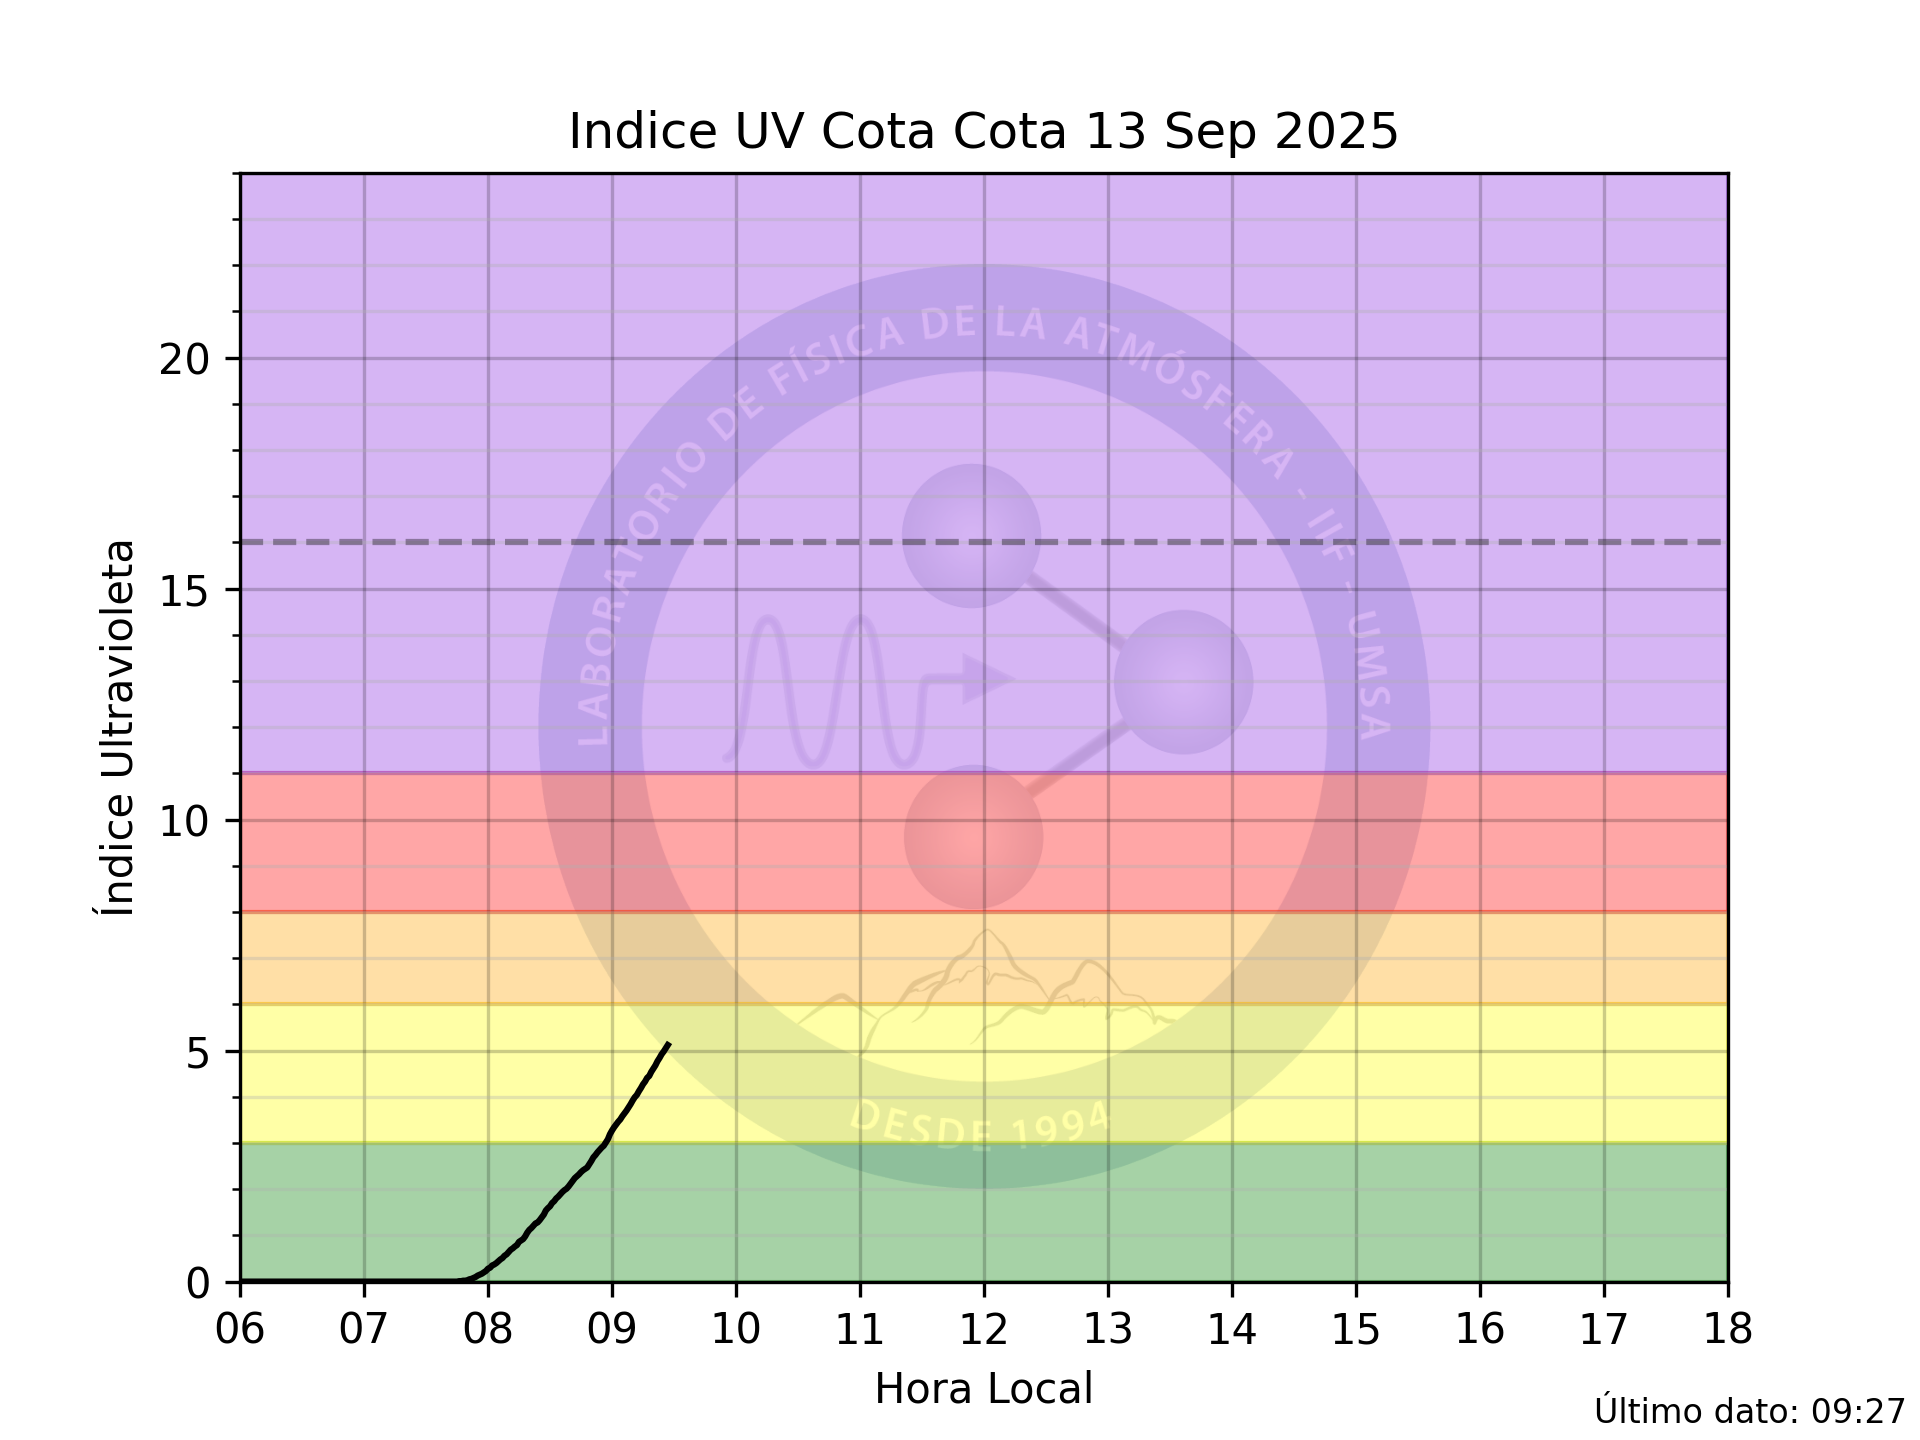 Indice UV Cota Cota 13 Sep 2025
LABORATORIO DE FÍSICA DE LA ATMÓSFERA - IIF - UMSA
DESDE 1994
Índice Ultravioleta
20
15
10
5
0
06 07 08 09 10 11 12 13 14 15 16 17 18
Hora Local
Último dato: 09:27